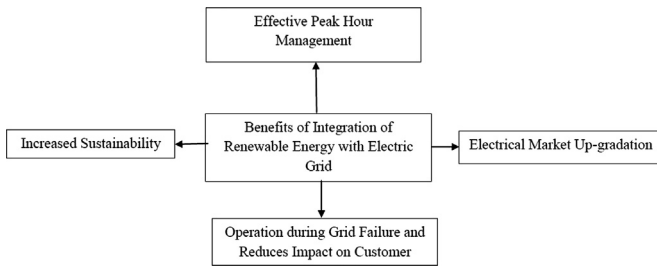 Effective Peak Hour
Management
Increased Sustainability
Benefits of Integration of
Renewable Energy with Electric
Grid
Electrical Market Up-gradation
Operation during Grid Failure and
Reduces Impact on Customer